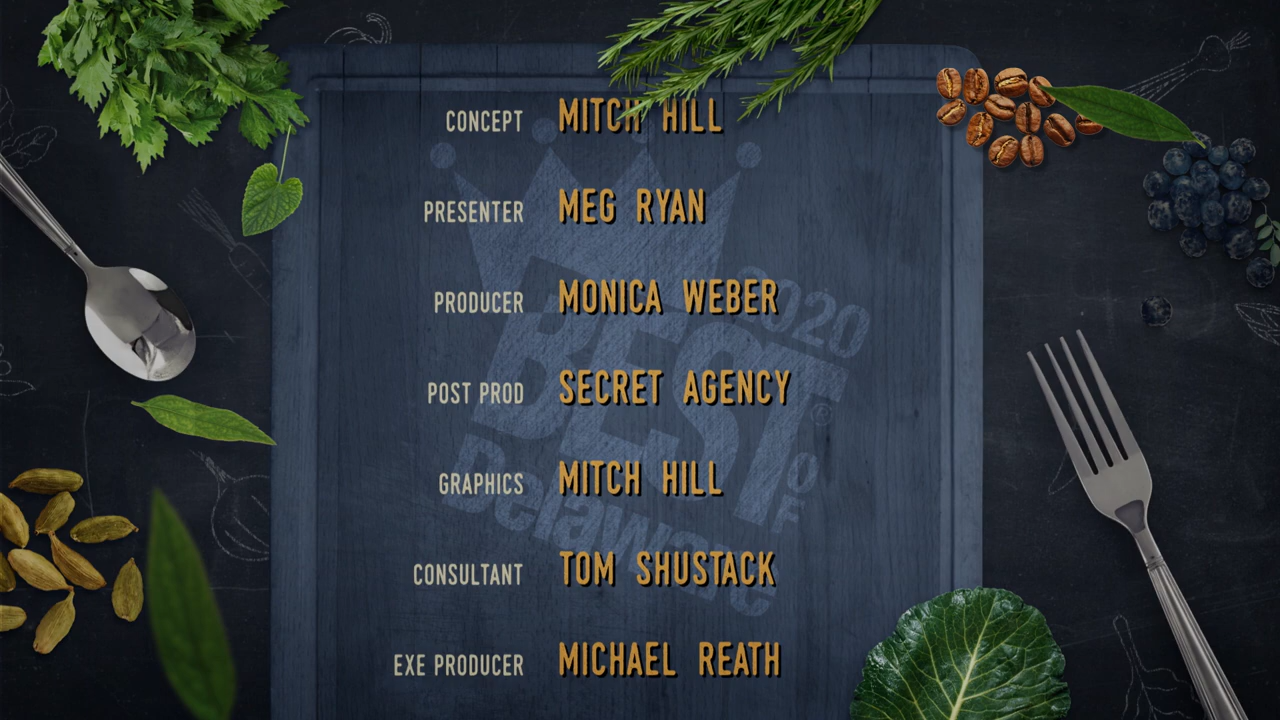 CONCEPT MITCH HILL
PRESENTER MEG RYAN
PRODUCER MONICA WEBER
POST PROD SECRET AGENCY
GRAPHICS MITCH HILL
CONSULTANT TOM SHUSTACK
EXE PRODUCER MICHAEL REATH
2020
BEST
®
OF
Delaware